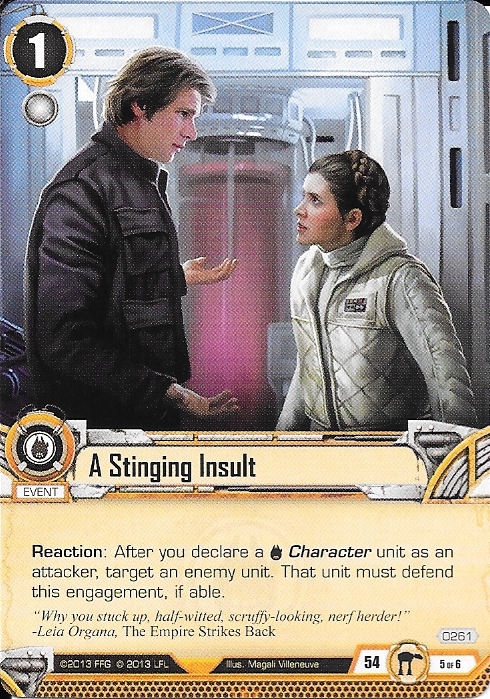 1
A Stinging Insult
EVENT
Reaction: After you declare a Character unit as an
attacker, target an enemy unit. That unit must defend
this engagement, if able.
“Why you stuck up, half-witted, scruffy-looking, nerf herder!”
-Leia Organa, The Empire Strikes Back
0261
©2013 FFG © 2013 LFL
Illus. Magali Villeneuve
54
5 OF 6